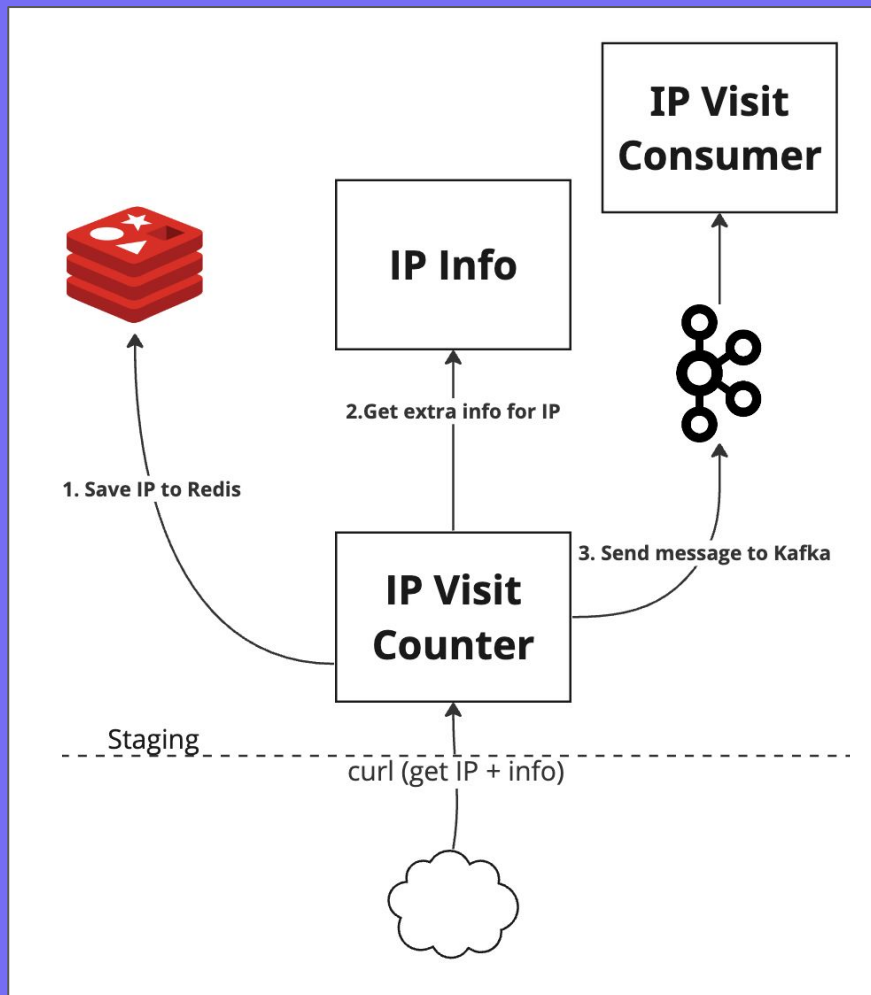 IP Visit
Consumer
IP Info
2.Get extra info for IP
1. Save IP to Redis
3. Send message to Kafka
IP Visit
Counter
Staging
curl (get IP + info)